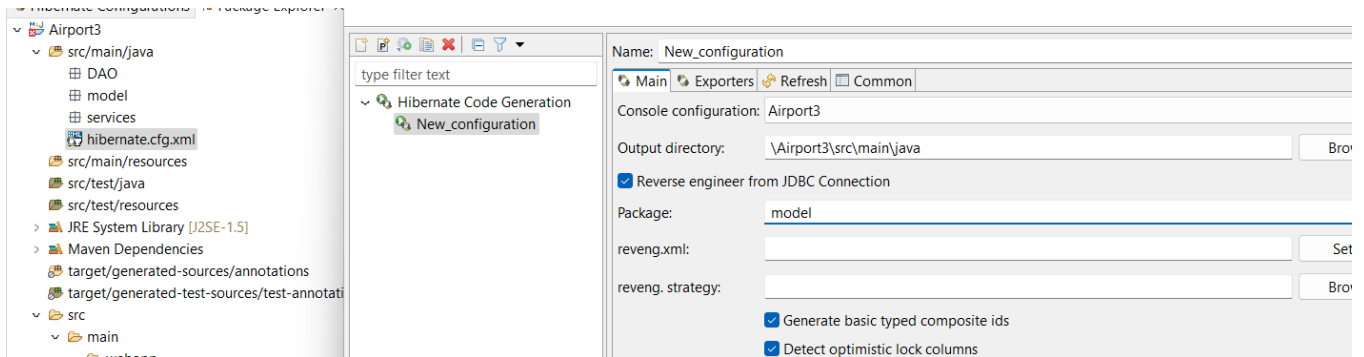 Hibernate Configurations Package Explorer
Airport3
src/main/java
DAO
model
services
hibernate.cfg.xml
src/main/resources
src/test/java
src/test/resources
JRE System Library [J2SE-1.5]
Maven Dependencies
target/generated-sources/annotations
target/generated-test-sources/test-annotati
src
main
type filter text
Hibernate Code Generation
New_configuration
Name: New_configuration
Main Exporters Refresh Common
Console configuration: Airport3
Output directory: \Airport3\src\main\java Brow
Reverse engineer from JDBC Connection
Package: model
reveng.xml: Set
reveng. strategy: Brow
Generate basic typed composite ids
Detect optimistic lock columns